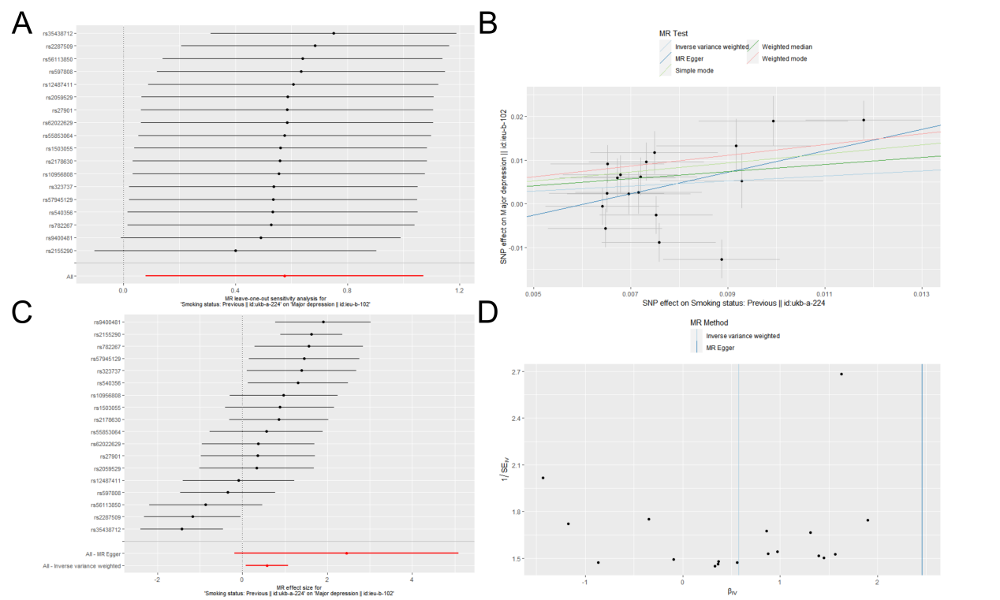 A
rs35438712
rs2287509
rs56113850
rs597808
rs12487411
rs2059529
rs27901
rs62022629
rs55853064
rs1503055
rs2178630
rs10956808
rs323737
rs57945129
rs540356
rs782267
rs9400481
rs2155290
All
0.0 0.4 0.8 1.2
MR leave-one-out sensitivity analysis for
'Smoking status: Previous || id:ukb-a-224' on 'Major depression || id:ieu-b-102'
B
MR Test
Inverse variance weighted Weighted median
MR Egger Weighted mode
Simple mode
SNP effect on Major depression || id:ieu-b-102
0.02
0.01
0.00
-0.01
0.005 0.007 0.009 0.011 0.013
SNP effect on Smoking status: Previous || id:ukb-a-224
C
rs9400481
rs2155290
rs782267
rs57945129
rs323737
rs540356
rs10956808
rs1503055
rs2178630
rs55853064
rs62022629
rs27901
rs2059529
rs12487411
rs597808
rs56113850
rs2287509
rs35438712
All - MR Egger
All - Inverse variance weighted
-2 0 2 4
MR effect size for
'Smoking status: Previous || id:ukb-a-224' on 'Major depression || id:ieu-b-102'
D
MR Method
Inverse variance weighted
MR Egger
1/ SE_IV
2.7
2.4
2.1
1.8
1.5
-1 0 1 2
β_IV